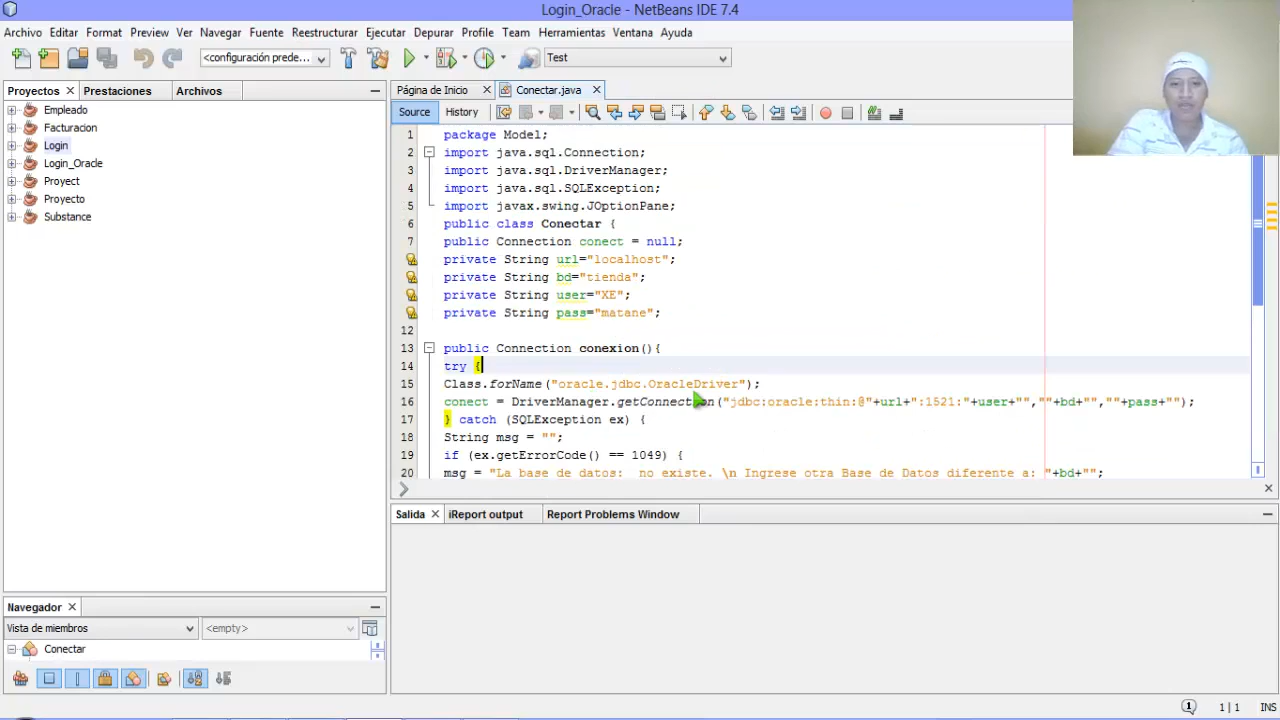 Login_Oracle - NetBeans IDE 7.4
Archivo Editar Format Preview Ver Navegar Fuente Reestructurar Ejecutar Depurar Profile Team Herramientas Ventana Ayuda
<configuración prede...
Test
Proyectos
Prestaciones
Archivos
Empleado
Facturacion
Login
Login_Oracle
Proyect
Proyecto
Substance
Página de Inicio
Conectar.java
Source
History
1 package Model;
2 import java.sql.Connection;
3 import java.sql.DriverManager;
4 import java.sql.SQLException;
5 import javax.swing.JOptionPane;
6 public class Conectar {
7 public Connection conect = null;
private String url="localhost";
private String bd="tienda";
private String user="XE";
private String pass="matane";
12
13 public Connection conexion(){
14 try {
15 Class.forName("oracle.jdbc.OracleDriver");
16 conect = DriverManager.getConnection("jdbc:oracle:thin:@"+url+":1521:"+user+"",""+bd+"",""+pass+"");
17 } catch (SQLException ex) {
18 String msg = "";
19 if (ex.getErrorCode() == 1049) {
20 msg = "La base de datos:  no existe. \n Ingrese otra Base de Datos diferente a: "+bd+"";
Salida
iReport output
Report Problems Window
Navegador
Vista de miembros
<empty>
Conectar
1 | 1
INS